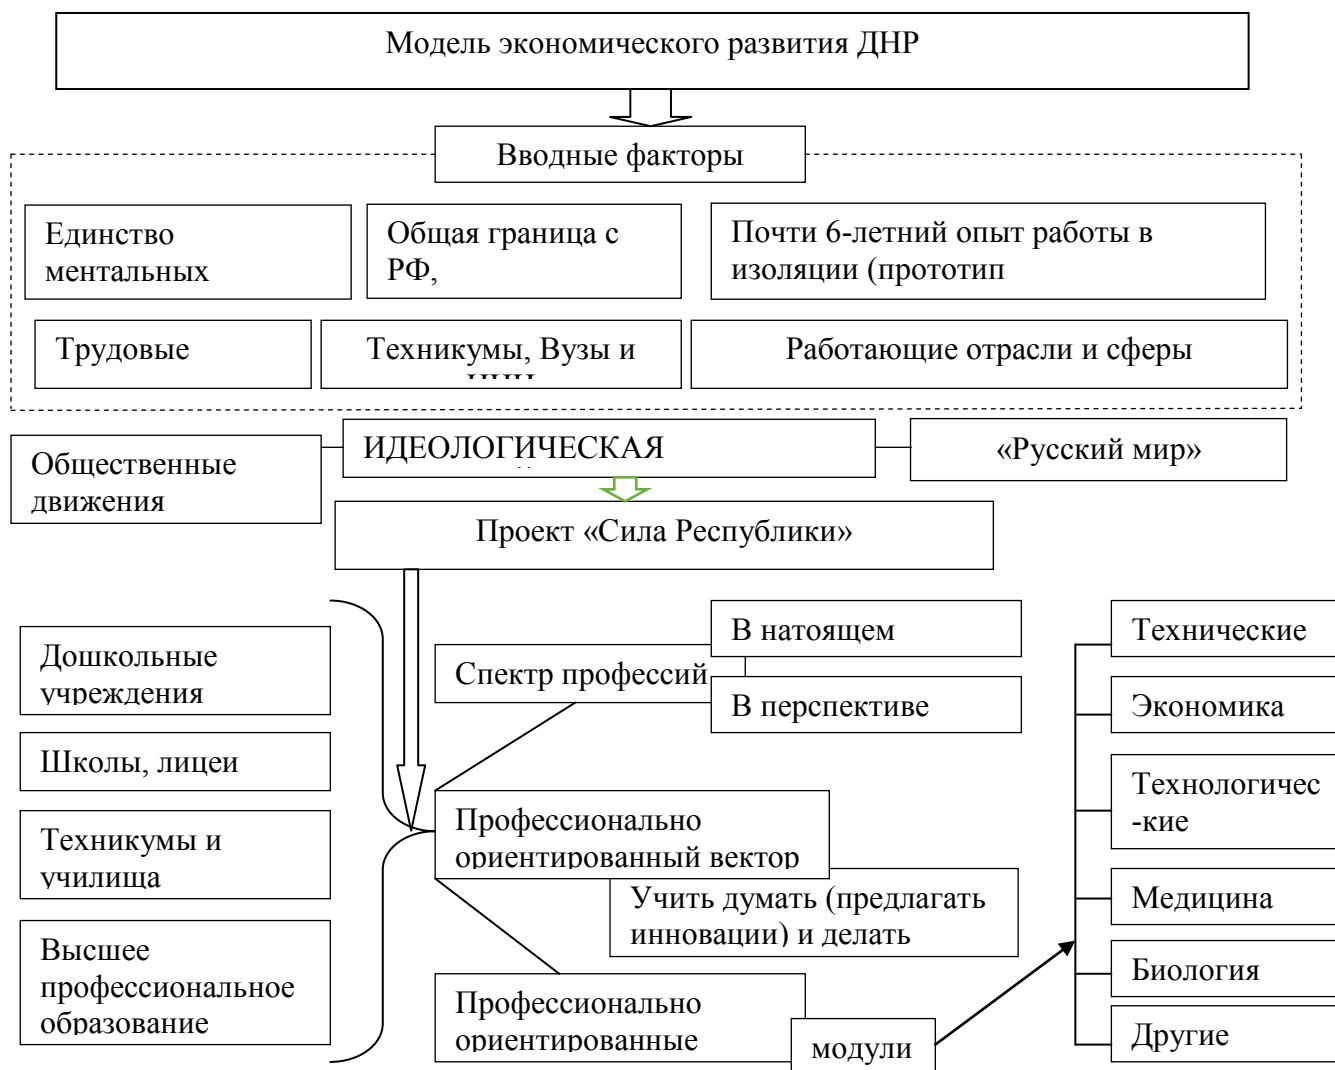 Модель экономического развития ДНР
Вводные факторы
Единство
ментальных
Общая граница с
РФ,
Почти 6-летний опыт работы в
изоляции (прототип
Трудовые
Техникумы, Вузы и
Работающие отрасли и сферы
Общественные
движения
ИДЕОЛОГИЧЕСКАЯ
«Русский мир»
Проект «Сила Республики»
Дошкольные
учреждения
Школы, лицеи
Техникумы и
училища
Высшее
профессиональное
образование
Спектр профессий
В натоящем
В перспективе
Профессионально
ориентированный вектор
Учить думать (предлагать
инновации) и делать
Профессионально
ориентированные
модули
Технические
Экономика
Технологичес
-кие
Медицина
Биология
Другие